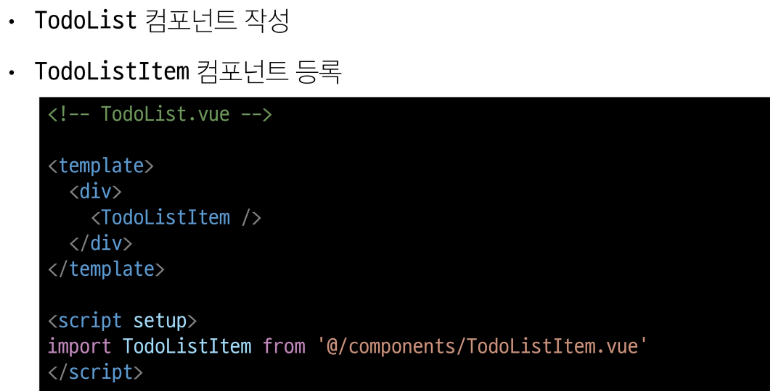 • TodoList 컴포넌트 작성
• TodoListItem 컴포넌트 등록
<!-- TodoList.vue -->
<template>
  <div>
    <TodoListItem />
  </div>
</template>
<script setup>
import TodoListItem from '@/components/TodoListItem.vue'
</script>